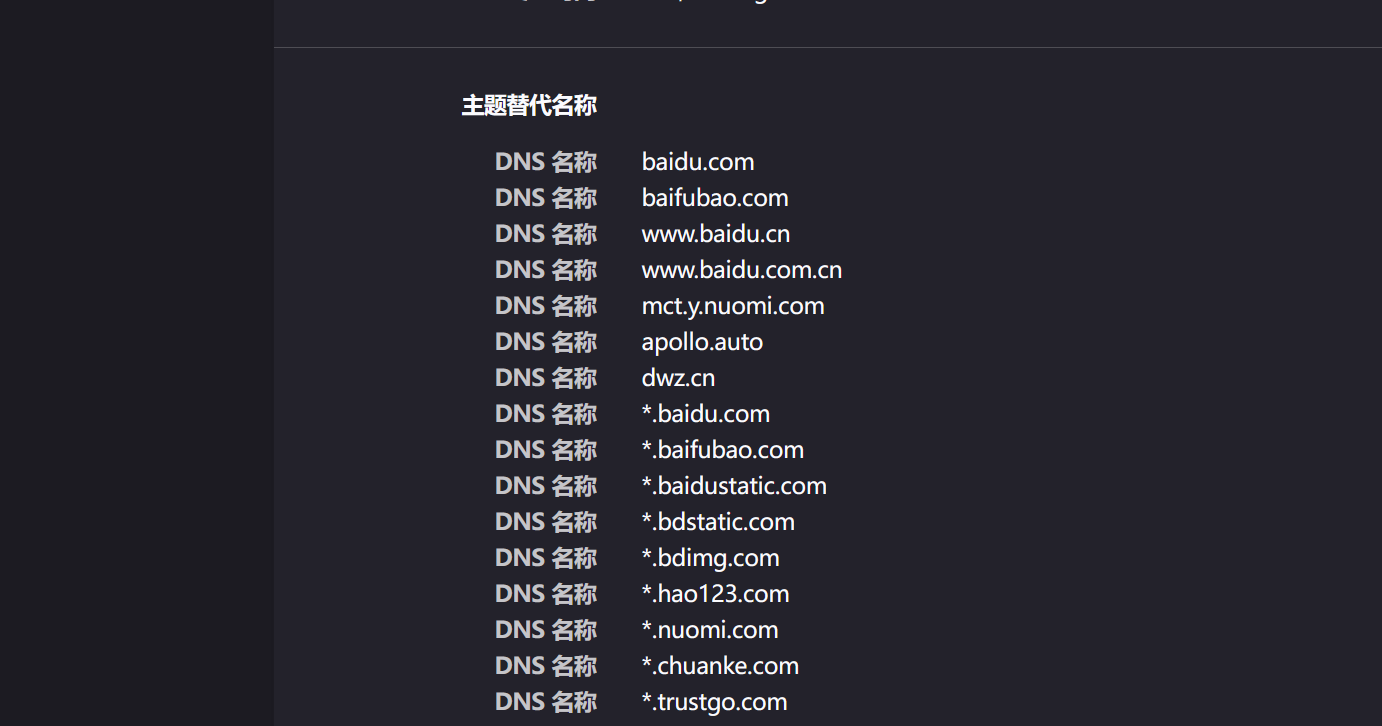 主题替代名称
DNS 名称 baidu.com
DNS 名称 baifubao.com
DNS 名称 www.baidu.cn
DNS 名称 www.baidu.com.cn
DNS 名称 mct.y.nuomi.com
DNS 名称 apollo.auto
DNS 名称 dwz.cn
DNS 名称 *.baidu.com
DNS 名称 *.baifubao.com
DNS 名称 *.baidustatic.com
DNS 名称 *.bdstatic.com
DNS 名称 *.bdimg.com
DNS 名称 *.hao123.com
DNS 名称 *.nuomi.com
DNS 名称 *.chuanke.com
DNS 名称 *.trustgo.com